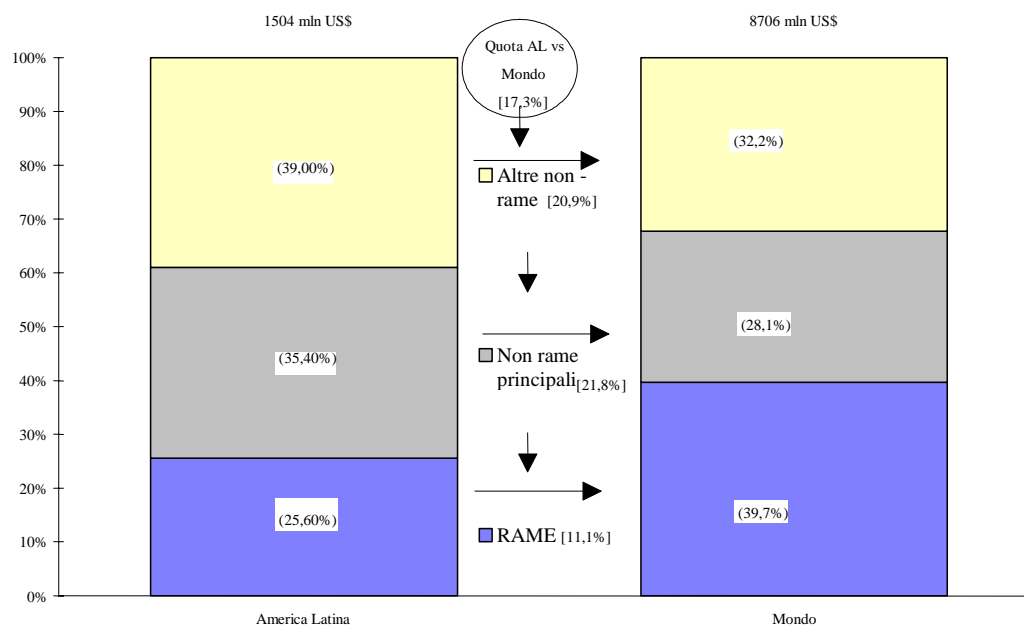 1504 mln US$
8706 mln US$
Quota AL vs
Mondo
[17,3%]
100%
90%
80%
70%
60%
50%
40%
30%
20%
10%
0%
(39,00%)
(35,40%)
(25,60%)
Altre non -
rame [20,9%]
Non rame
principali[21,8%]
RAME [11,1%]
(32,2%)
(28,1%)
(39,7%)
America Latina
Mondo